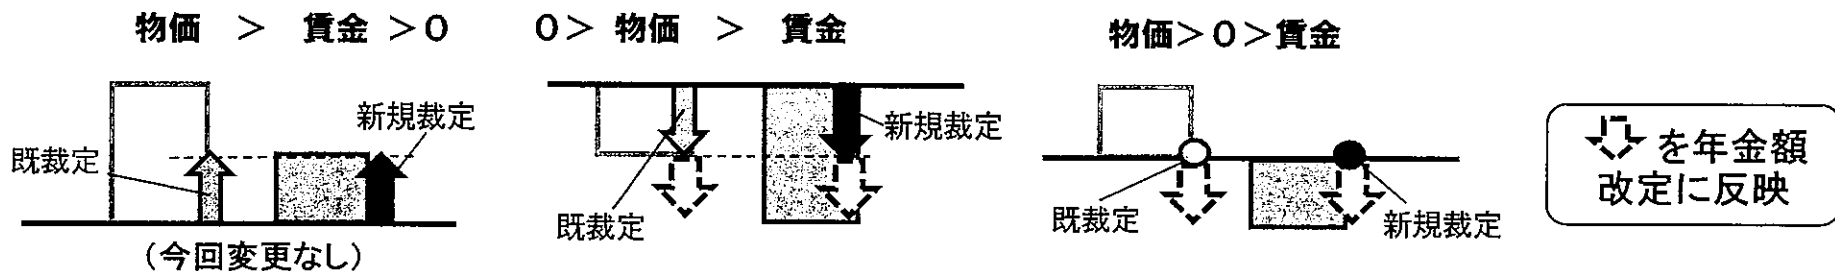 物価 ＞ 賃金 ＞０
０＞ 物価 ＞ 賃金
物価＞０＞賃金
既裁定
新規裁定
（今回変更なし）
新規裁定
既裁定
既裁定
新規裁定
を年金額
改定に反映